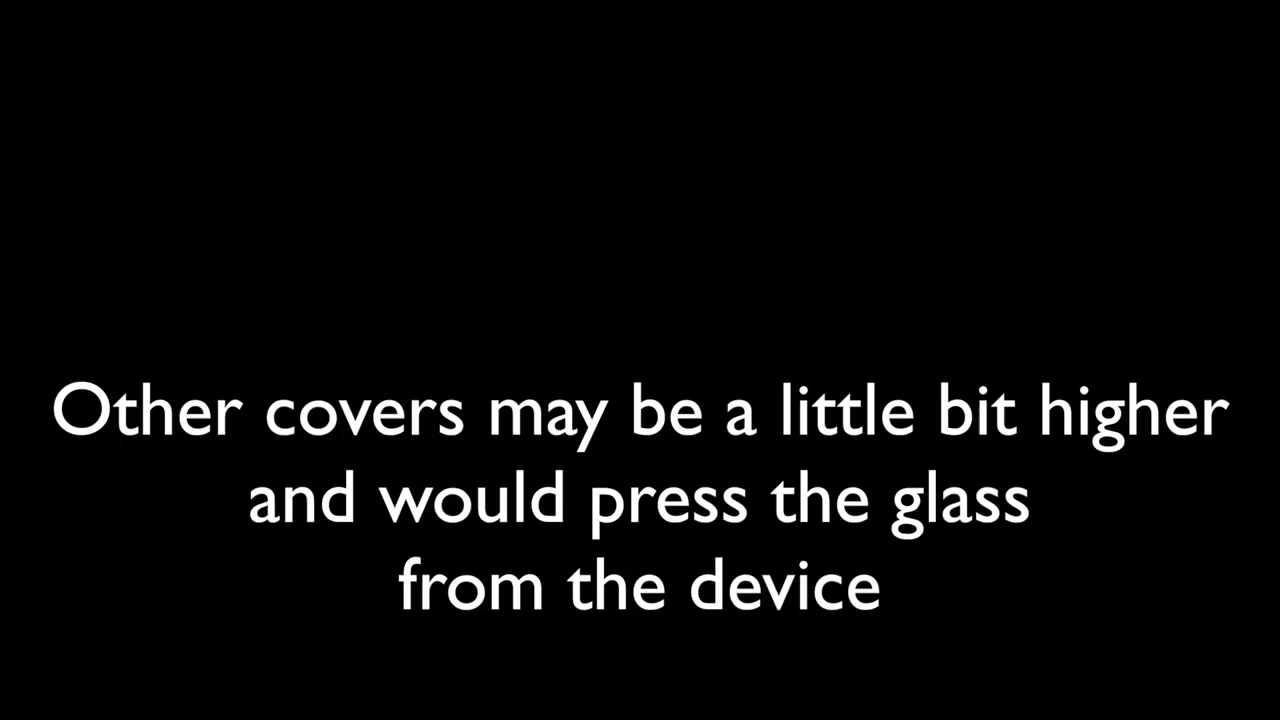 Other covers may be a little bit higher
and would press the glass
from the device